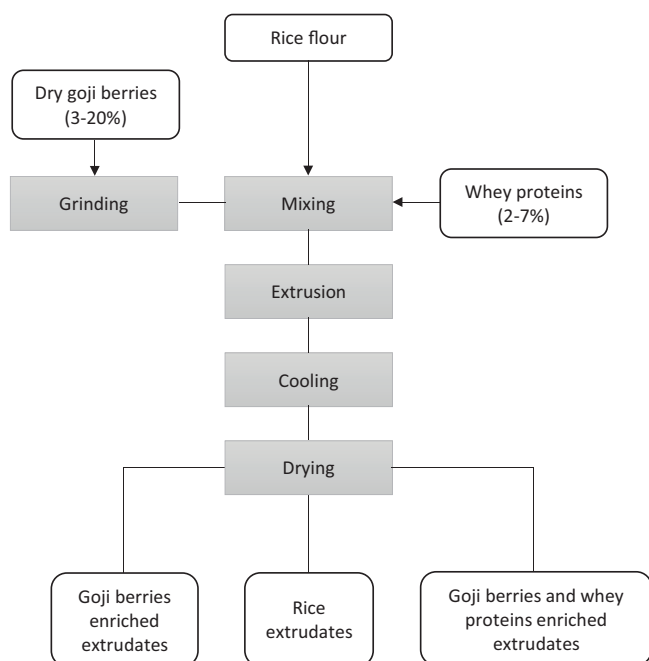 Rice flour
Dry goji berries
(3-20%)
Grinding
Mixing
Whey proteins
(2-7%)
Extrusion
Cooling
Drying
Goji berries
enriched
extrudates
Rice
extrudates
Goji berries and whey
proteins enriched
extrudates